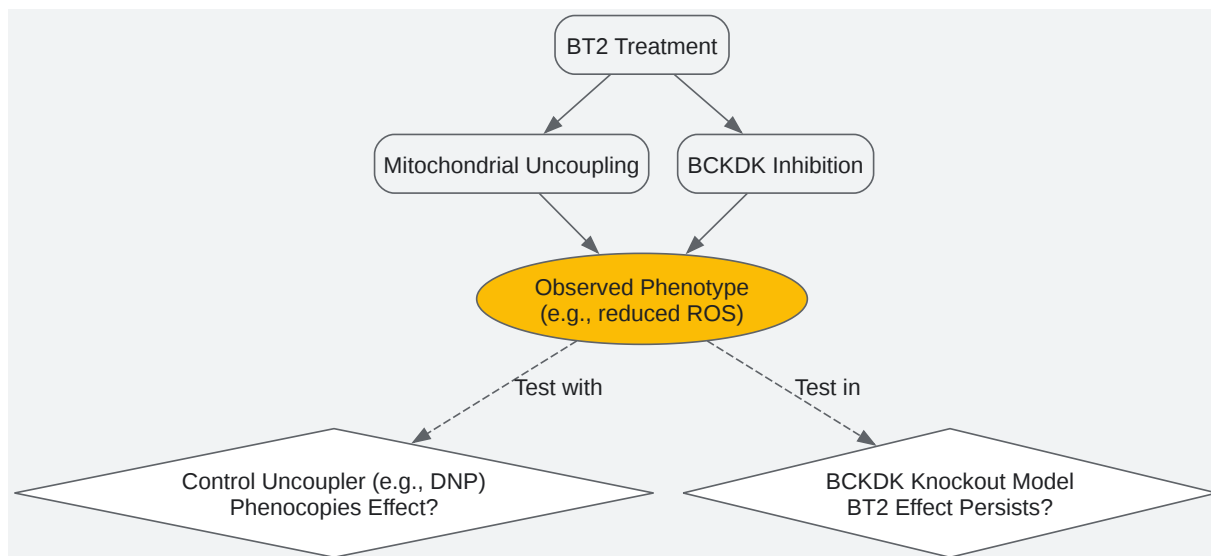 BT2 Treatment
Mitochondrial Uncoupling
BCKDK Inhibition
Observed Phenotype
(e.g., reduced ROS)
Test with
Test in
Control Uncoupler (e.g., DNP)
Phenocopies Effect?
BCKDK Knockout Model
BT2 Effect Persists?